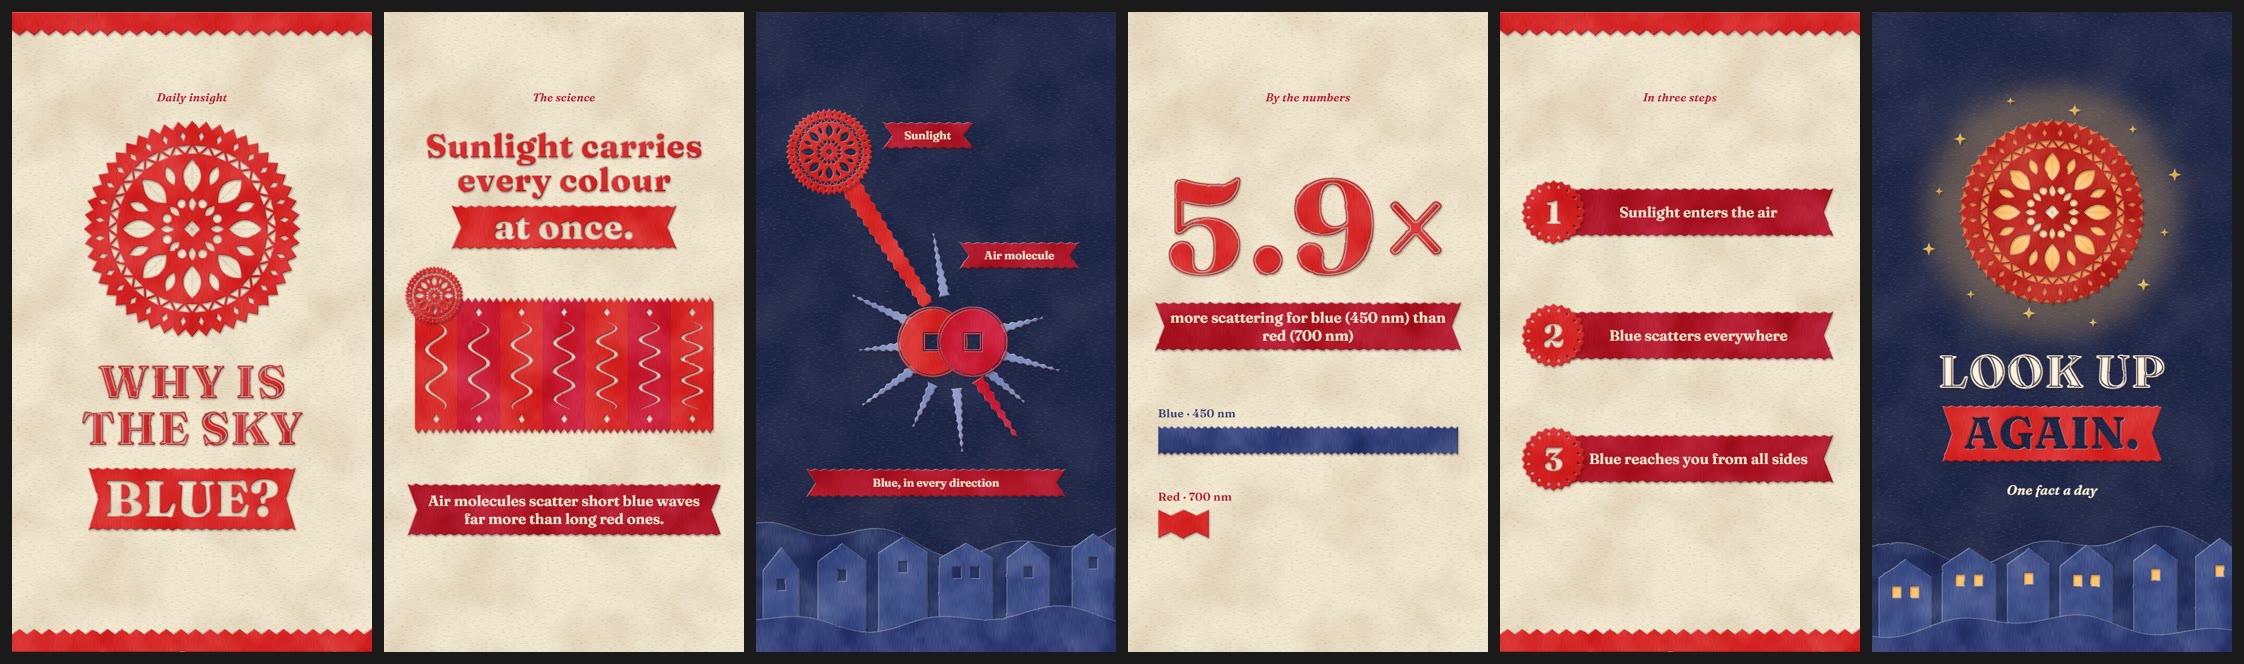 Daily insight
WHY IS
THE SKY
BLUE?
The science
Sunlight carries
every colour
at once.
Air molecules scatter short blue waves
far more than long red ones.
Sunlight
Air molecule
Blue, in every direction
By the numbers
5.9×
more scattering for blue (450 nm) than
red (700 nm)
Blue · 450 nm
Red · 700 nm
In three steps
1 Sunlight enters the air
2 Blue scatters everywhere
3 Blue reaches you from all sides
LOOK UP
AGAIN.
One fact a day